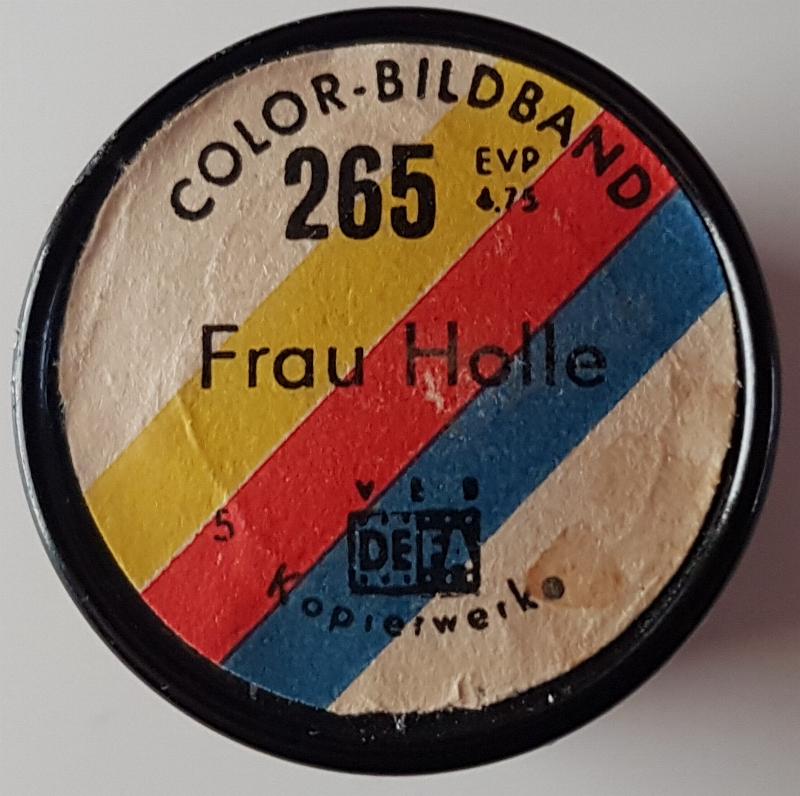 COLOR-BILDBAND
265
EVP
4.75
Frau Holle
5
VEB
DEFA
Kopierwerke